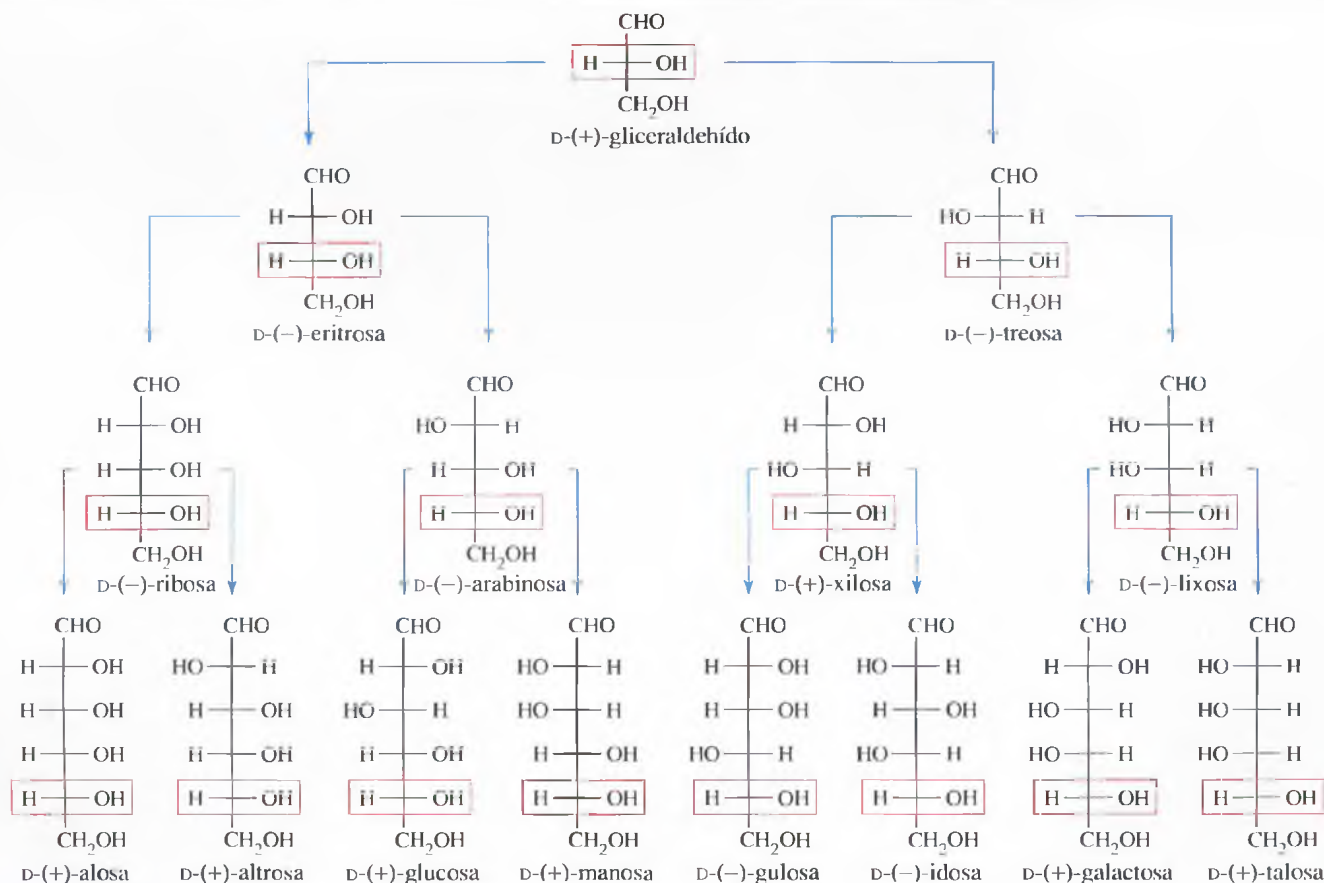 CHO
H OH
CH₂OH
D-(+)-gliceraldehído
CHO
H OH
H OH
CH₂OH
D-(−)-eritrosa
CHO
HO H
H OH
CH₂OH
D-(−)-treosa
CHO
H OH
H OH
H OH
CH₂OH
D-(−)-ribosa
CHO
HO H
H OH
H OH
CH₂OH
D-(−)-arabinosa
CHO
H OH
HO H
H OH
CH₂OH
D-(+)-xilosa
CHO
HO H
HO H
H OH
CH₂OH
D-(−)-lixosa
CHO
H OH
H OH
H OH
H OH
CH₂OH
D-(+)-alosa
CHO
HO H
H OH
H OH
H OH
CH₂OH
D-(+)-altrosa
CHO
H OH
HO H
H OH
H OH
CH₂OH
D-(+)-glucosa
CHO
HO H
HO H
H OH
H OH
CH₂OH
D-(+)-manosa
CHO
H OH
H OH
HO H
H OH
CH₂OH
D-(−)-gulosa
CHO
HO H
H OH
HO H
H OH
CH₂OH
D-(−)-idosa
CHO
H OH
HO H
HO H
H OH
CH₂OH
D-(+)-galactosa
CHO
HO H
HO H
HO H
H OH
CH₂OH
D-(+)-talosa